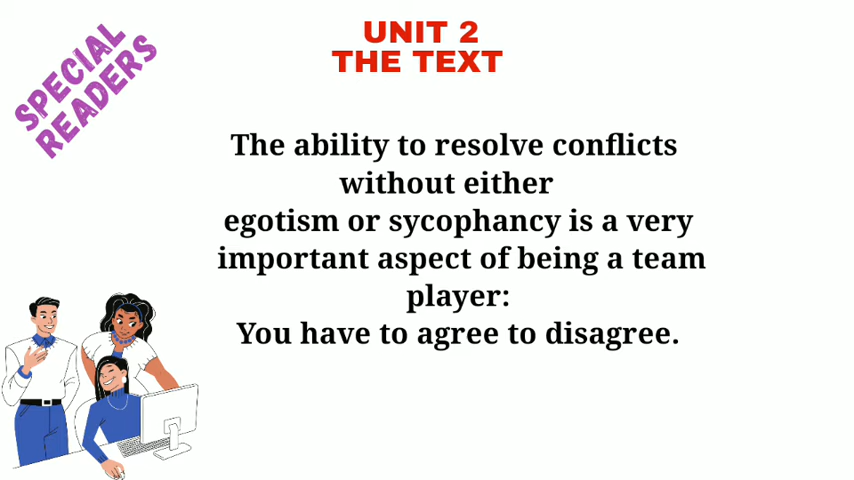 SPECIAL
READERS
UNIT 2
THE TEXT
The ability to resolve conflicts
without either
egotism or sycophancy is a very
important aspect of being a team
player:
You have to agree to disagree.